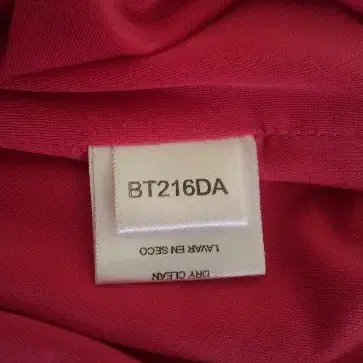 BT216DA
LAVAR EN SECO
DRY CLEAN